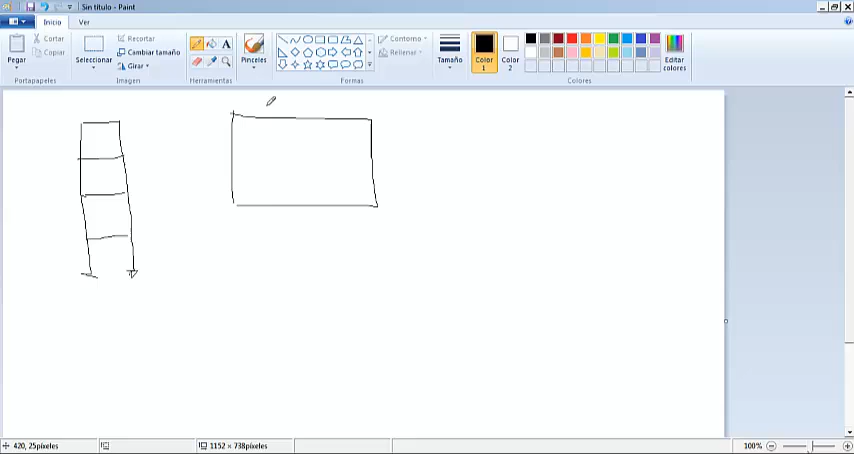 Sin título - Paint
Inicio
Ver
Pegar
Cortar
Copiar
Portapapeles
Seleccionar
Recortar
Cambiar tamaño
Girar
Imagen
A
Herramientas
Pinceles
Contorno
Rellenar
Formas
Tamaño
Color 1
Color 2
Editar colores
Colores
420, 25píxeles
1152 × 738píxeles
100%